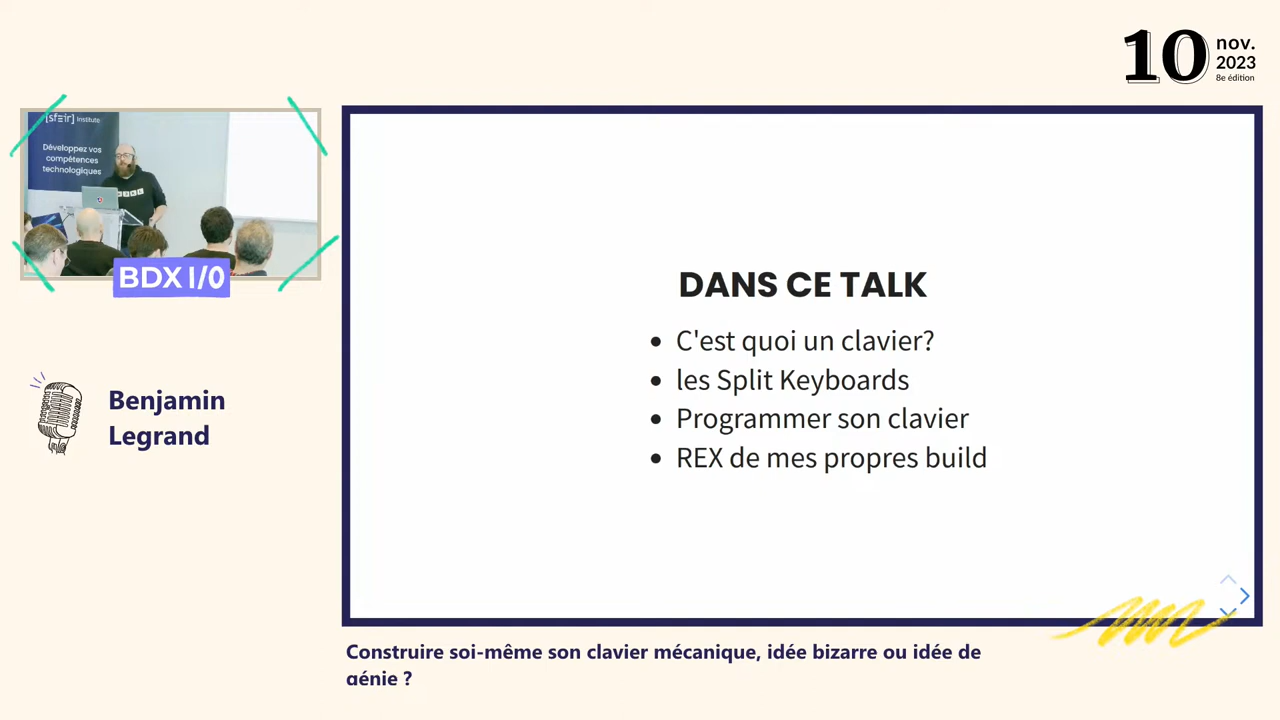 10 nov.
2023
8e édition
[sfeir] Institute
Développez vos
compétences
technologiques
BDX I/O
DANS CE TALK
• C'est quoi un clavier?
• les Split Keyboards
• Programmer son clavier
• REX de mes propres build
Benjamin
Legrand
Construire soi-même son clavier mécanique, idée bizarre ou idée de
génie ?